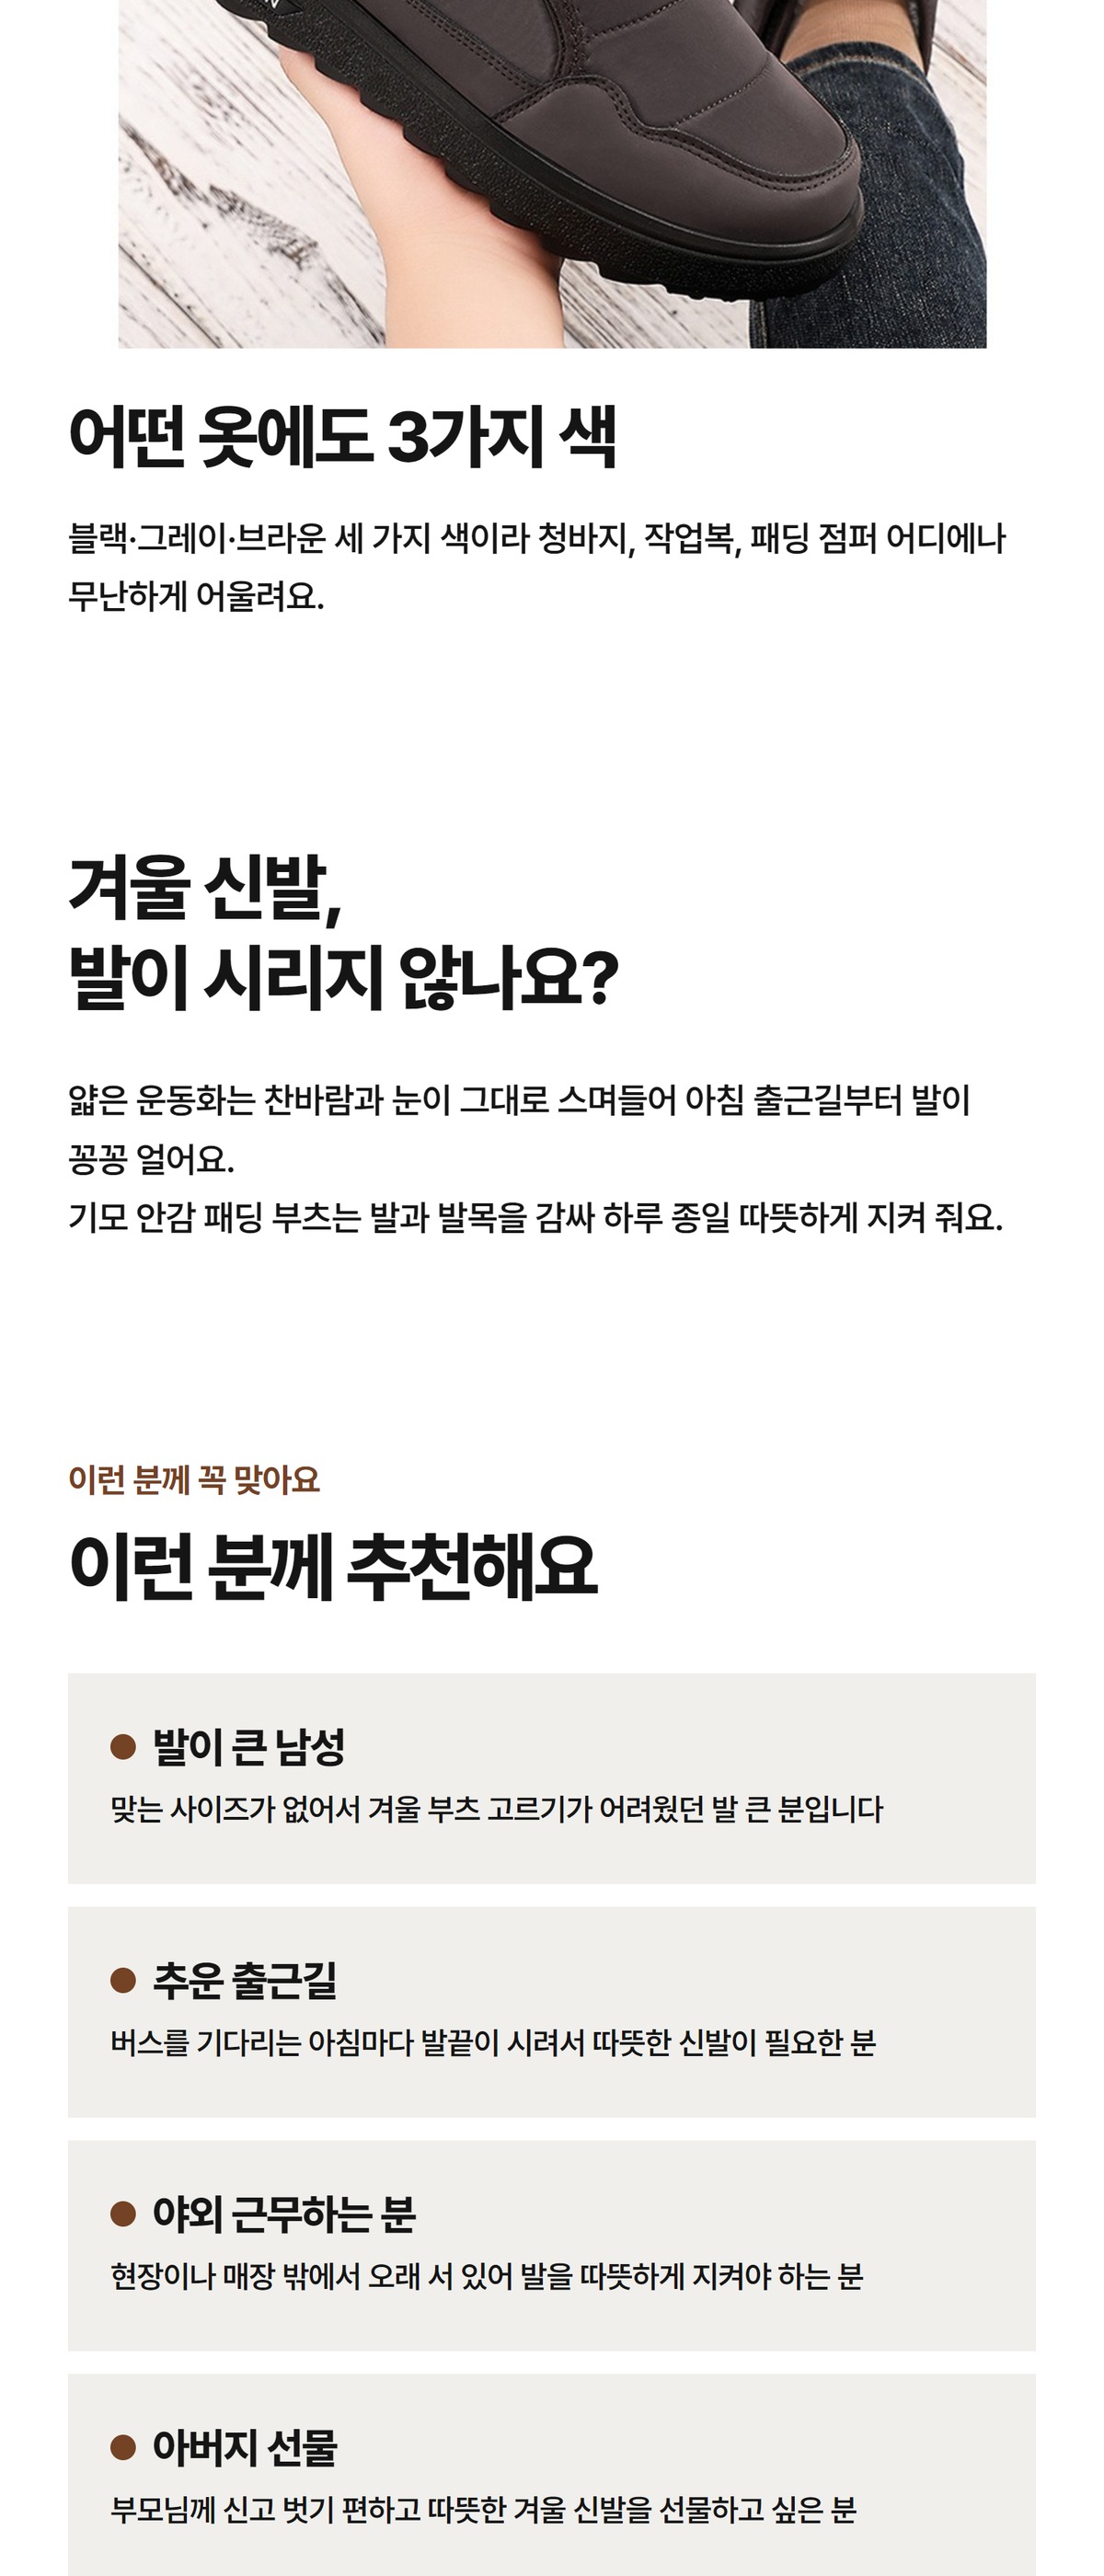 어떤 옷에도 3가지 색
블랙·그레이·브라운 세 가지 색이라 청바지, 작업복, 패딩 점퍼 어디에나
무난하게 어울려요.
겨울 신발,
발이 시리지 않나요?
얇은 운동화는 찬바람과 눈이 그대로 스며들어 아침 출근길부터 발이
꽁꽁 얼어요.
기모 안감 패딩 부츠는 발과 발목을 감싸 하루 종일 따뜻하게 지켜 줘요.
이런 분께 꼭 맞아요
이런 분께 추천해요
발이 큰 남성
맞는 사이즈가 없어서 겨울 부츠 고르기가 어려웠던 발 큰 분입니다
추운 출근길
버스를 기다리는 아침마다 발끝이 시려서 따뜻한 신발이 필요한 분
야외 근무하는 분
현장이나 매장 밖에서 오래 서 있어 발을 따뜻하게 지켜야 하는 분
아버지 선물
부모님께 신고 벗기 편하고 따뜻한 겨울 신발을 선물하고 싶은 분